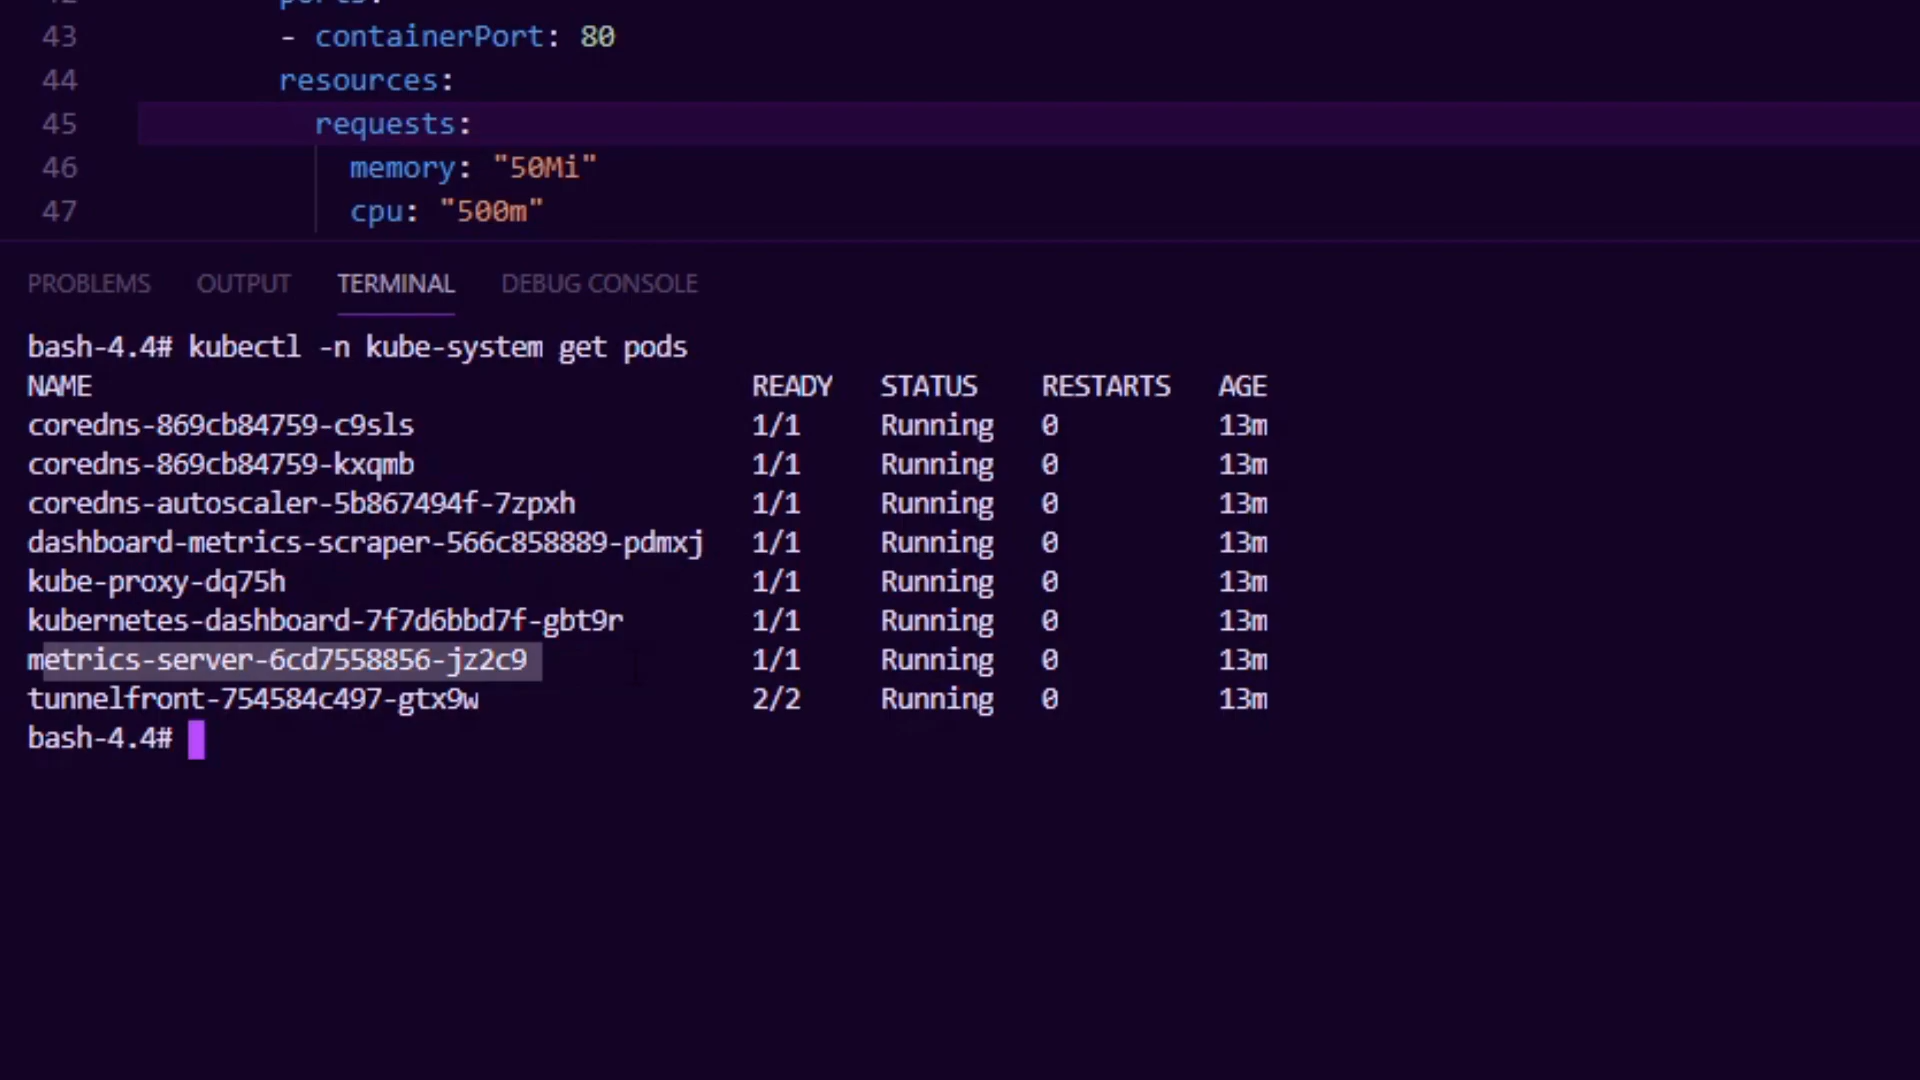 42 ports:
43 - containerPort: 80
44 resources:
45 requests:
46 memory: "50Mi"
47 cpu: "500m"
PROBLEMS OUTPUT TERMINAL DEBUG CONSOLE
bash-4.4# kubectl -n kube-system get pods
NAME READY STATUS RESTARTS AGE
coredns-869cb84759-c9sls 1/1 Running 0 13m
coredns-869cb84759-kxqmb 1/1 Running 0 13m
coredns-autoscaler-5b867494f-7zpxh 1/1 Running 0 13m
dashboard-metrics-scraper-566c858889-pdmxj 1/1 Running 0 13m
kube-proxy-dq75h 1/1 Running 0 13m
kubernetes-dashboard-7f7d6bbd7f-gbt9r 1/1 Running 0 13m
metrics-server-6cd7558856-jz2c9 1/1 Running 0 13m
tunnelfront-754584c497-gtx9w 2/2 Running 0 13m
bash-4.4#